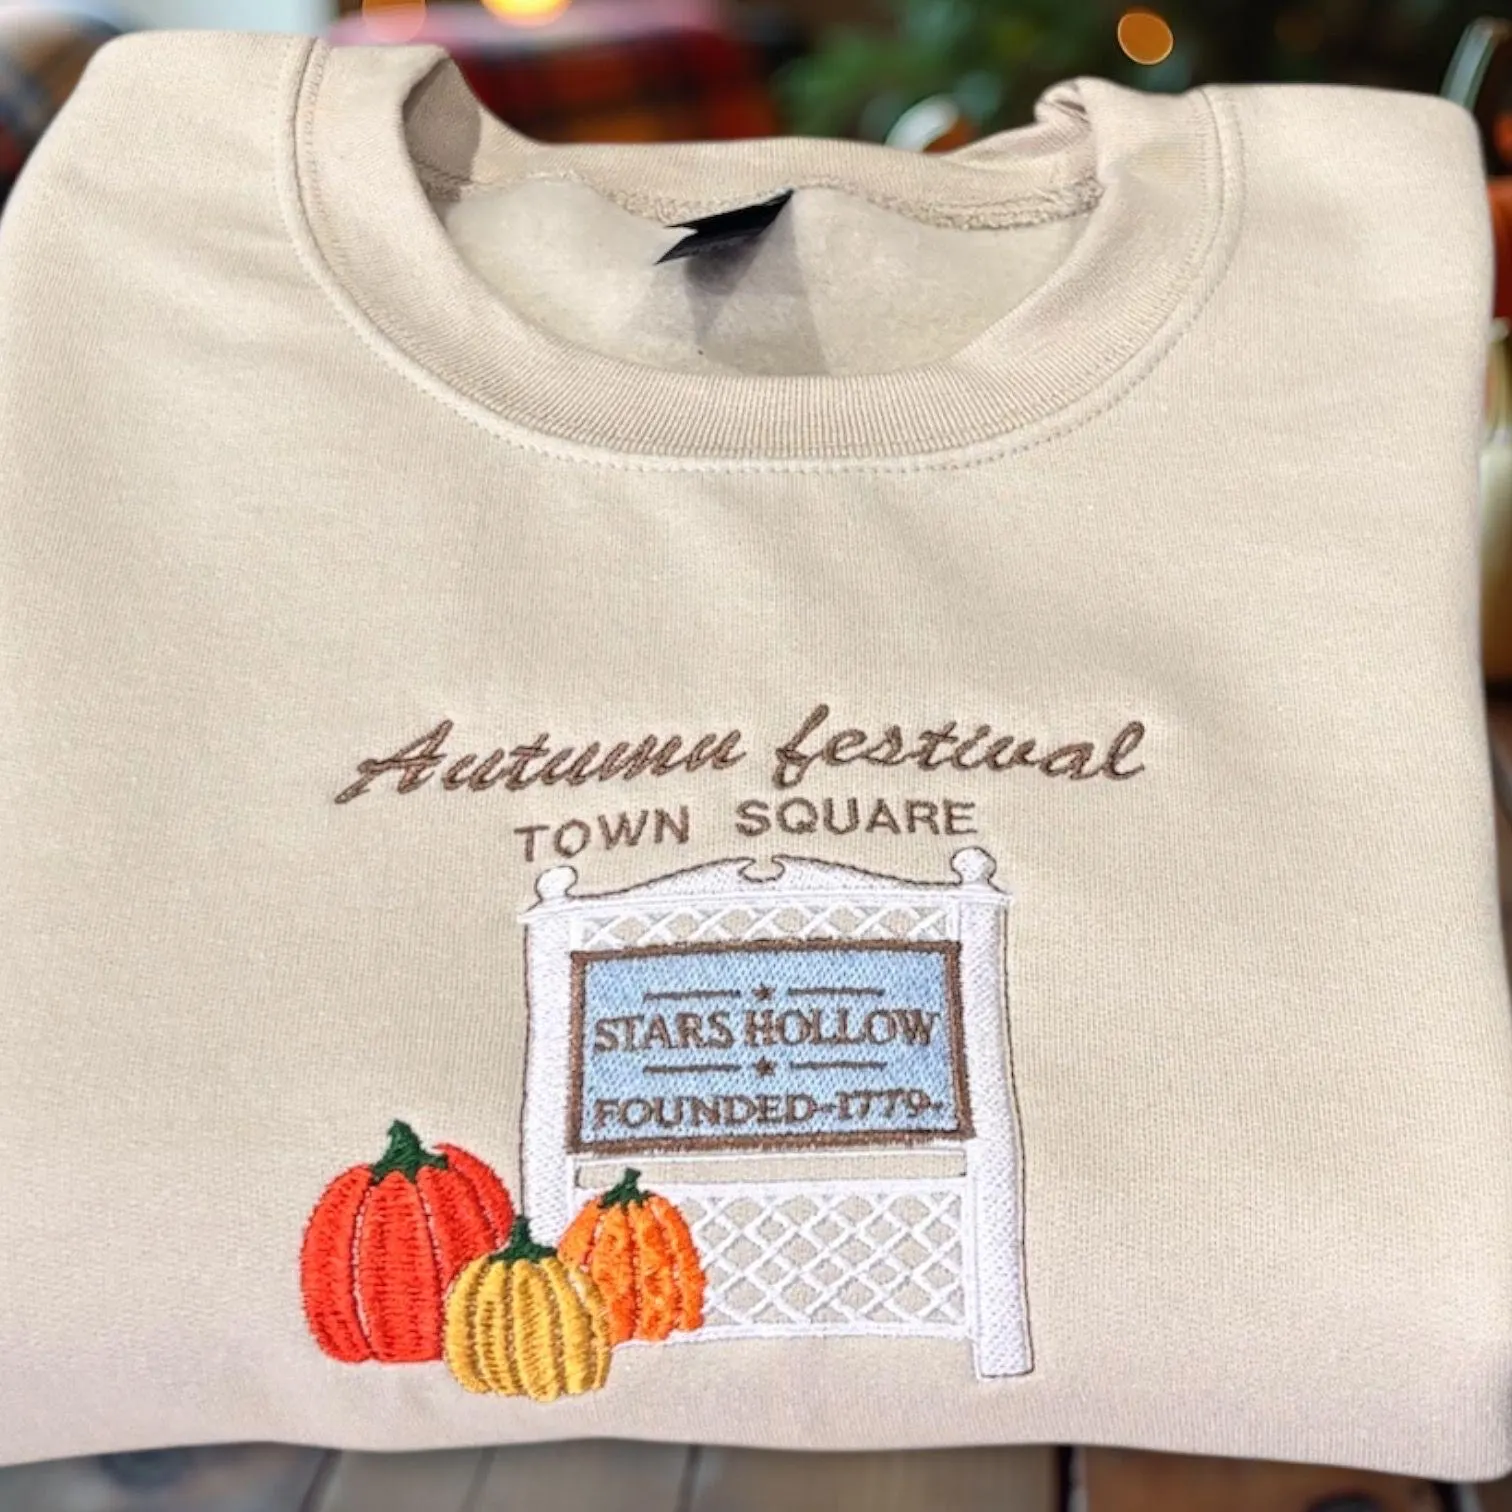 Autumn festival
TOWN SQUARE
STARS HOLLOW
FOUNDED-1779-